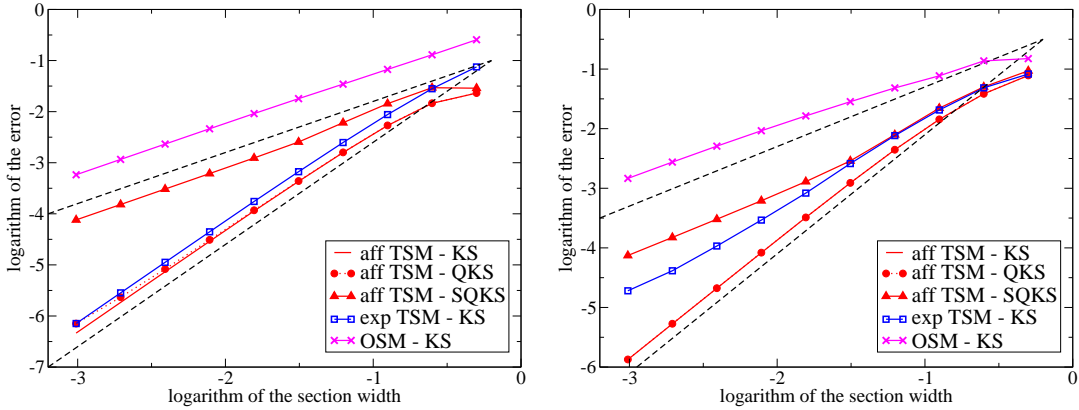 0
-1
-2
-3
-4
-5
-6
-7
logarithm of the error
-3
-2
-1
0
logarithm of the section width
aff TSM - KS
aff TSM - QKS
aff TSM - SQKS
exp TSM - KS
OSM - KS
0
-1
-2
-3
-4
-5
-6
logarithm of the error
-3
-2
-1
0
logarithm of the section width
aff TSM - KS
aff TSM - QKS
aff TSM - SQKS
exp TSM - KS
OSM - KS